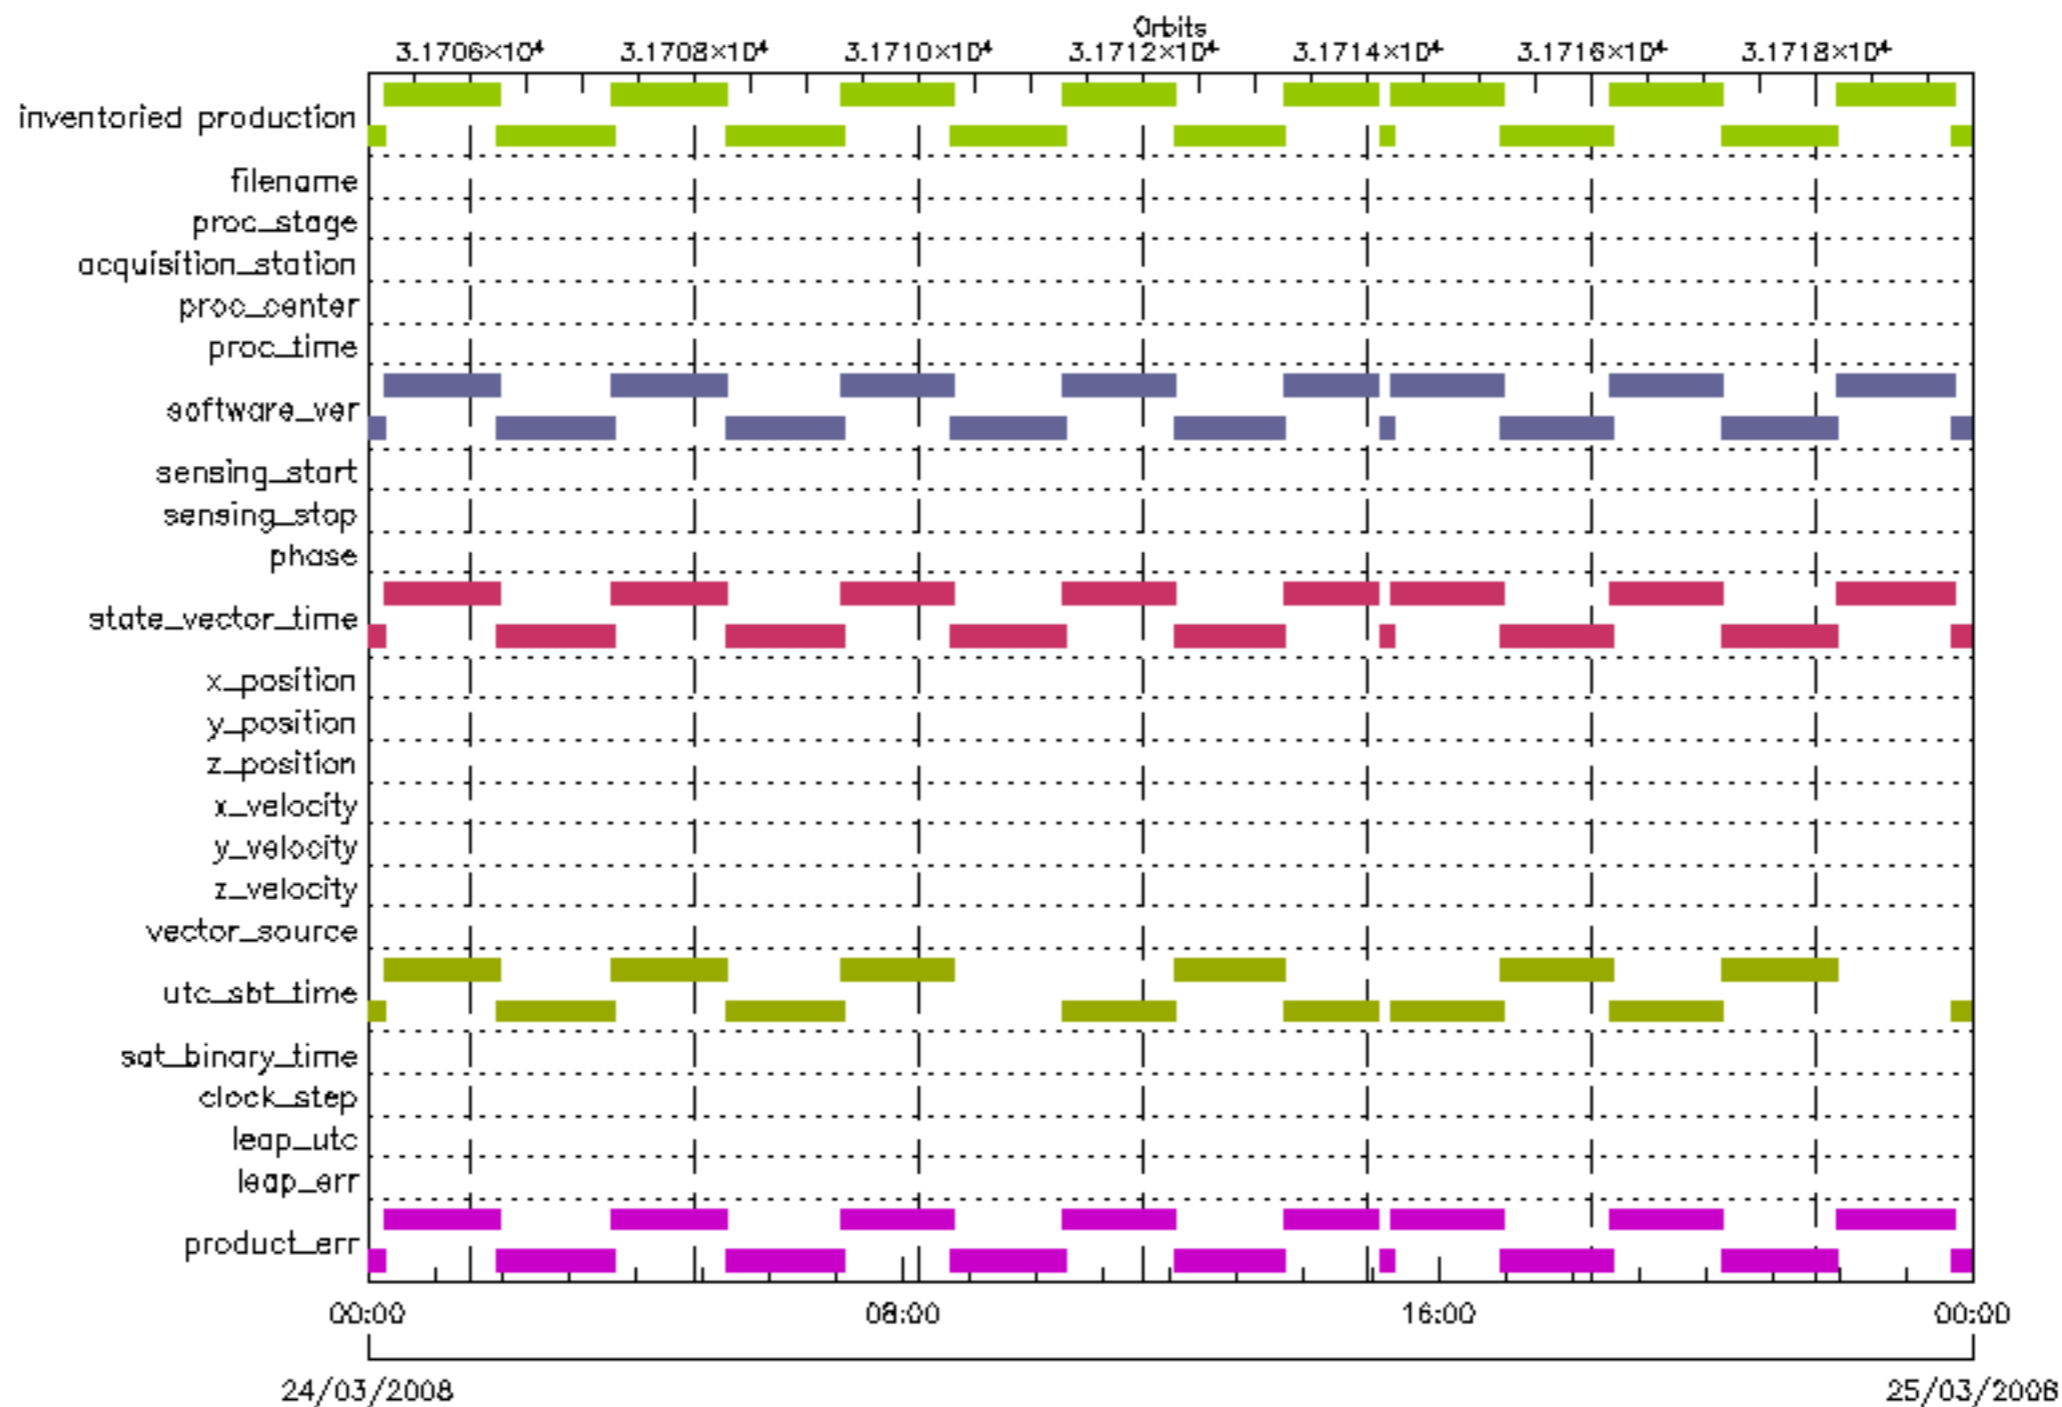 Orbits
3.1706×10⁴ 3.1708×10⁴ 3.1710×10⁴ 3.1712×10⁴ 3.1714×10⁴ 3.1716×10⁴ 3.1718×10⁴
inventoried production
filename
proc_stage
acquisition_station
proc_center
proc_time
software_ver
sensing_start
sensing_stop
phase
state_vector_time
x_position
y_position
z_position
x_velocity
y_velocity
z_velocity
vector_source
utc_sbt_time
sat_binary_time
clock_step
leap_utc
leap_err
product_err
00:00 08:00 16:00 00:00
24/03/2008 25/03/2008